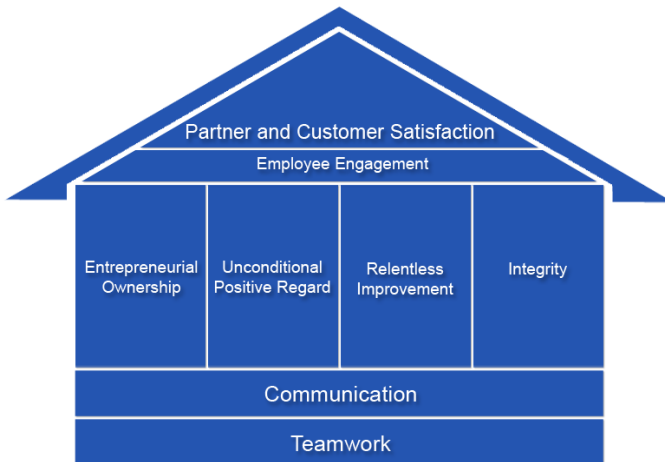 Partner and Customer Satisfaction
Employee Engagement
Entrepreneurial
Ownership
Unconditional
Positive Regard
Relentless
Improvement
Integrity
Communication
Teamwork